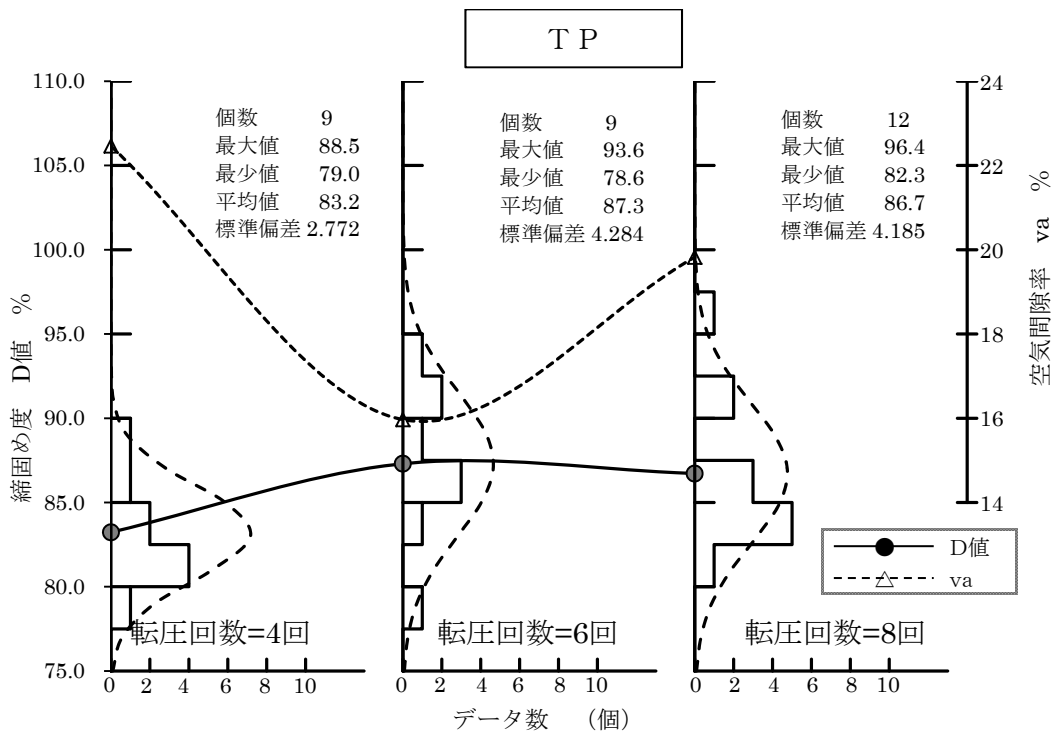 TP
110.0
105.0
100.0
95.0
90.0
85.0
80.0
75.0
締固め度 D値 %
個数 9
最大値 88.5
最少値 79.0
平均値 83.2
標準偏差 2.772
個数 9
最大値 93.6
最少値 78.6
平均値 87.3
標準偏差 4.284
個数 12
最大値 96.4
最少値 82.3
平均値 86.7
標準偏差 4.185
24
22
20
18
16
14
空気間隙率 va %
D値
va
転圧回数=4回
転圧回数=6回
転圧回数=8回
0 2 4 6 8 10
0 2 4 6 8 10
0 2 4 6 8 10
データ数 (個)